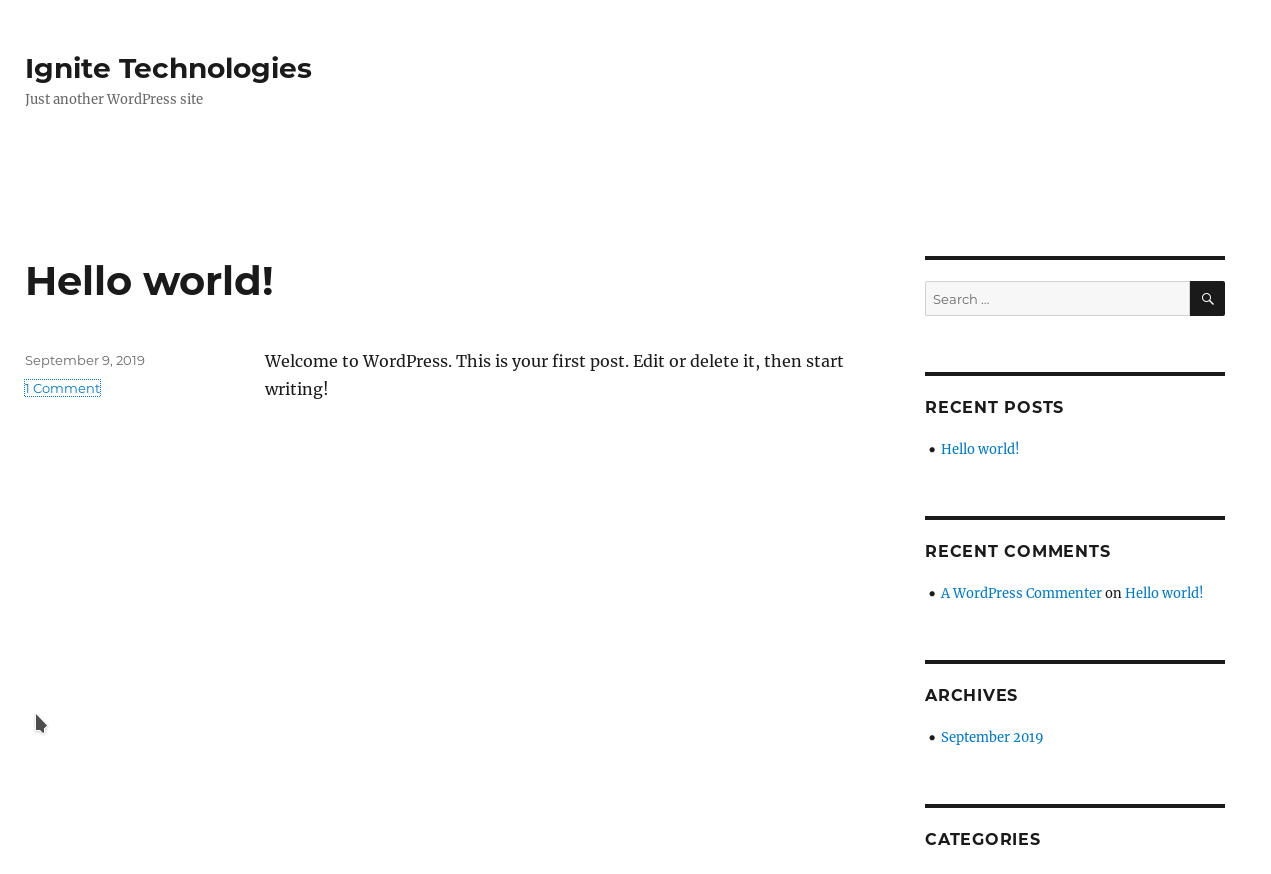 Ignite Technologies
Just another WordPress site
Hello world!
September 9, 2019
1 Comment
Welcome to WordPress. This is your first post. Edit or delete it, then start
writing!
Search …
RECENT POSTS
Hello world!
RECENT COMMENTS
A WordPress Commenter on Hello world!
ARCHIVES
September 2019
CATEGORIES